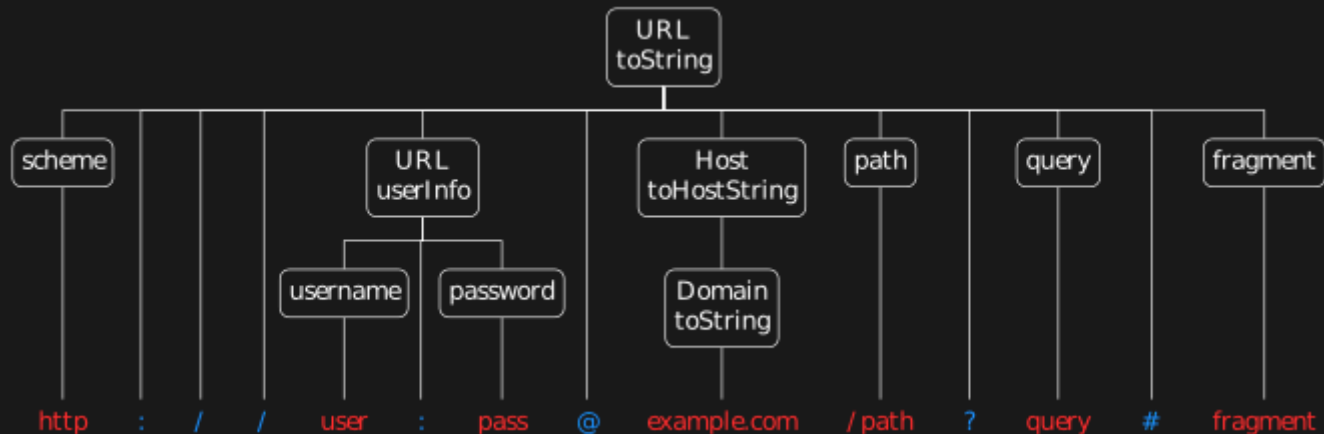 URL
toString
scheme
URL
userInfo
Host
toHostString
path
query
fragment
username
password
Domain
toString
http : / / user : pass @ example.com /path ? query # fragment